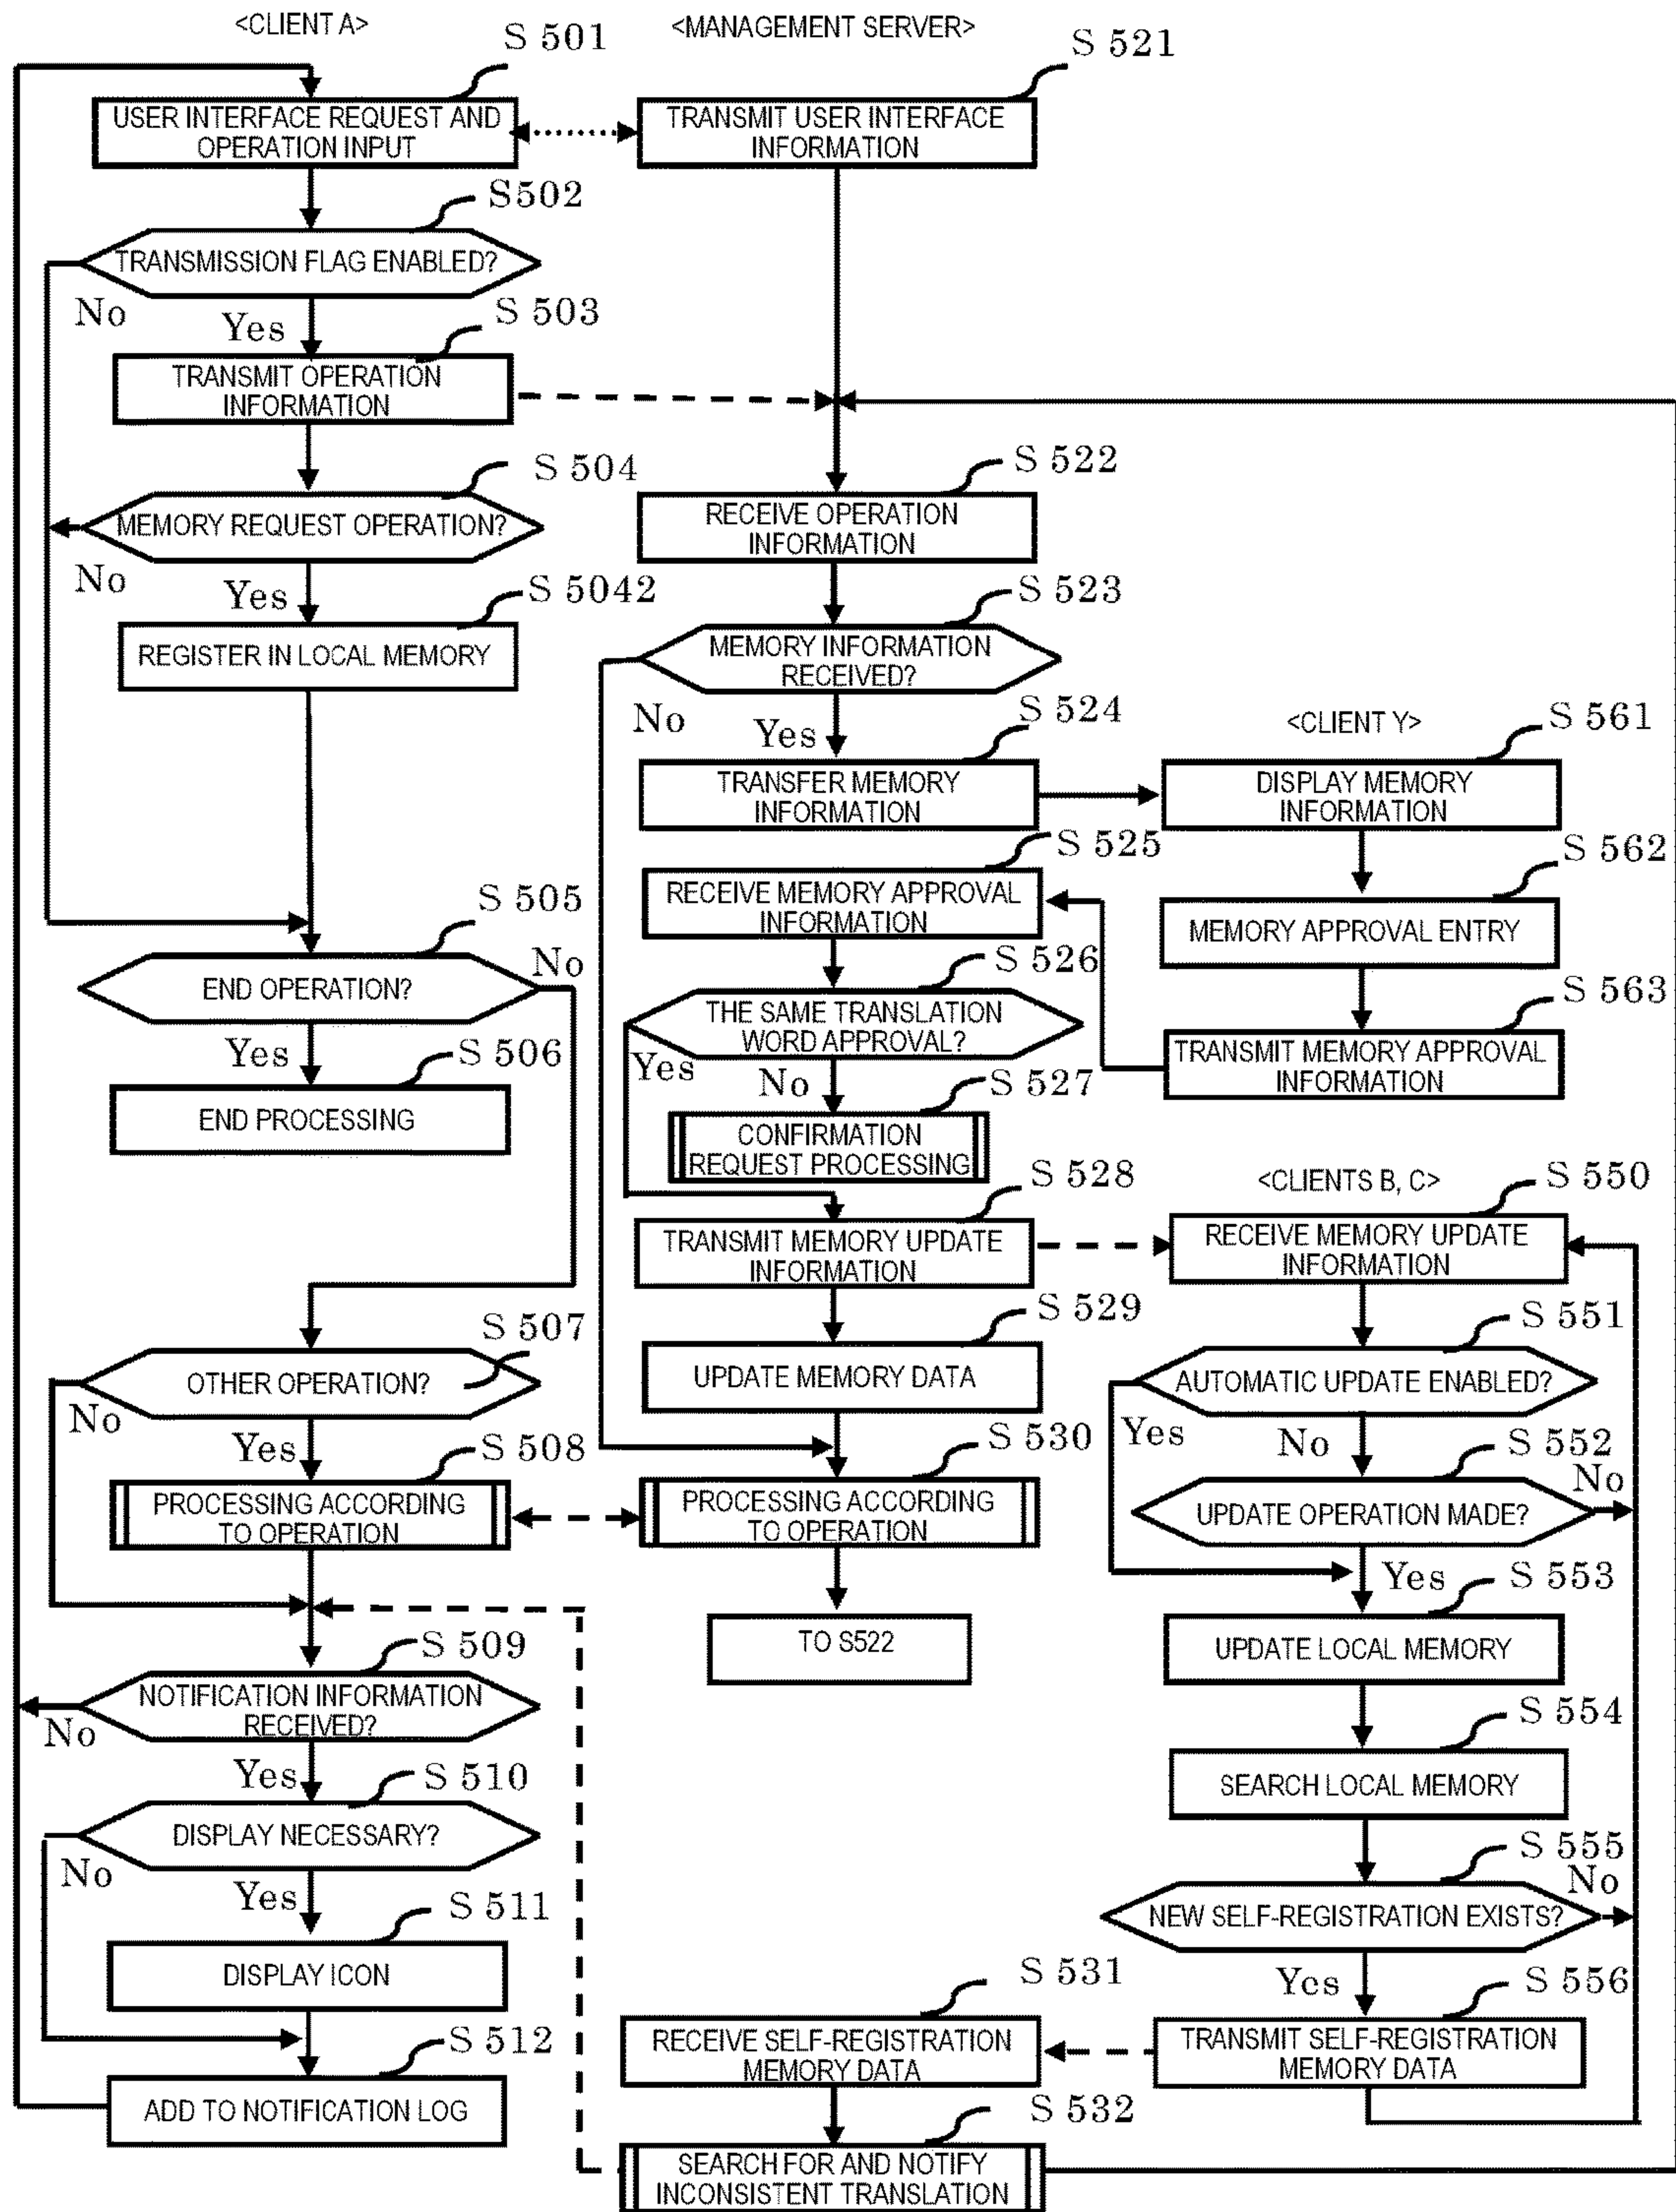 <CLIENT A>
S 501
USER INTERFACE REQUEST AND
OPERATION INPUT
S502
TRANSMISSION FLAG ENABLED?
No
Yes
S 503
TRANSMIT OPERATION
INFORMATION
S 504
MEMORY REQUEST OPERATION?
No
Yes
S 5042
REGISTER IN LOCAL MEMORY
S 505
END OPERATION?
No
Yes
S 506
END PROCESSING
S 507
OTHER OPERATION?
No
Yes
S 508
PROCESSING ACCORDING
TO OPERATION
S 509
NOTIFICATION INFORMATION
RECEIVED?
No
Yes
S 510
DISPLAY NECESSARY?
No
Yes
S 511
DISPLAY ICON
S 512
ADD TO NOTIFICATION LOG
<MANAGEMENT SERVER>
S 521
TRANSMIT USER INTERFACE
INFORMATION
S 522
RECEIVE OPERATION
INFORMATION
S 523
MEMORY INFORMATION
RECEIVED?
No
Yes
S 524
TRANSFER MEMORY
INFORMATION
S 525
RECEIVE MEMORY APPROVAL
INFORMATION
S 526
THE SAME TRANSLATION
WORD APPROVAL?
Yes
No
S 527
CONFIRMATION
REQUEST PROCESSING
S 528
TRANSMIT MEMORY UPDATE
INFORMATION
S 529
UPDATE MEMORY DATA
S 530
PROCESSING ACCORDING
TO OPERATION
TO S522
S 531
RECEIVE SELF-REGISTRATION
MEMORY DATA
S 532
SEARCH FOR AND NOTIFY
INCONSISTENT TRANSLATION
<CLIENT Y>
S 561
DISPLAY MEMORY
INFORMATION
S 562
MEMORY APPROVAL ENTRY
S 563
TRANSMIT MEMORY APPROVAL
INFORMATION
<CLIENTS B, C>
S 550
RECEIVE MEMORY UPDATE
INFORMATION
S 551
AUTOMATIC UPDATE ENABLED?
Yes
No
S 552
No
UPDATE OPERATION MADE?
Yes
S 553
UPDATE LOCAL MEMORY
S 554
SEARCH LOCAL MEMORY
S 555
No
NEW SELF-REGISTRATION EXISTS?
Yes
S 556
TRANSMIT SELF-REGISTRATION
MEMORY DATA